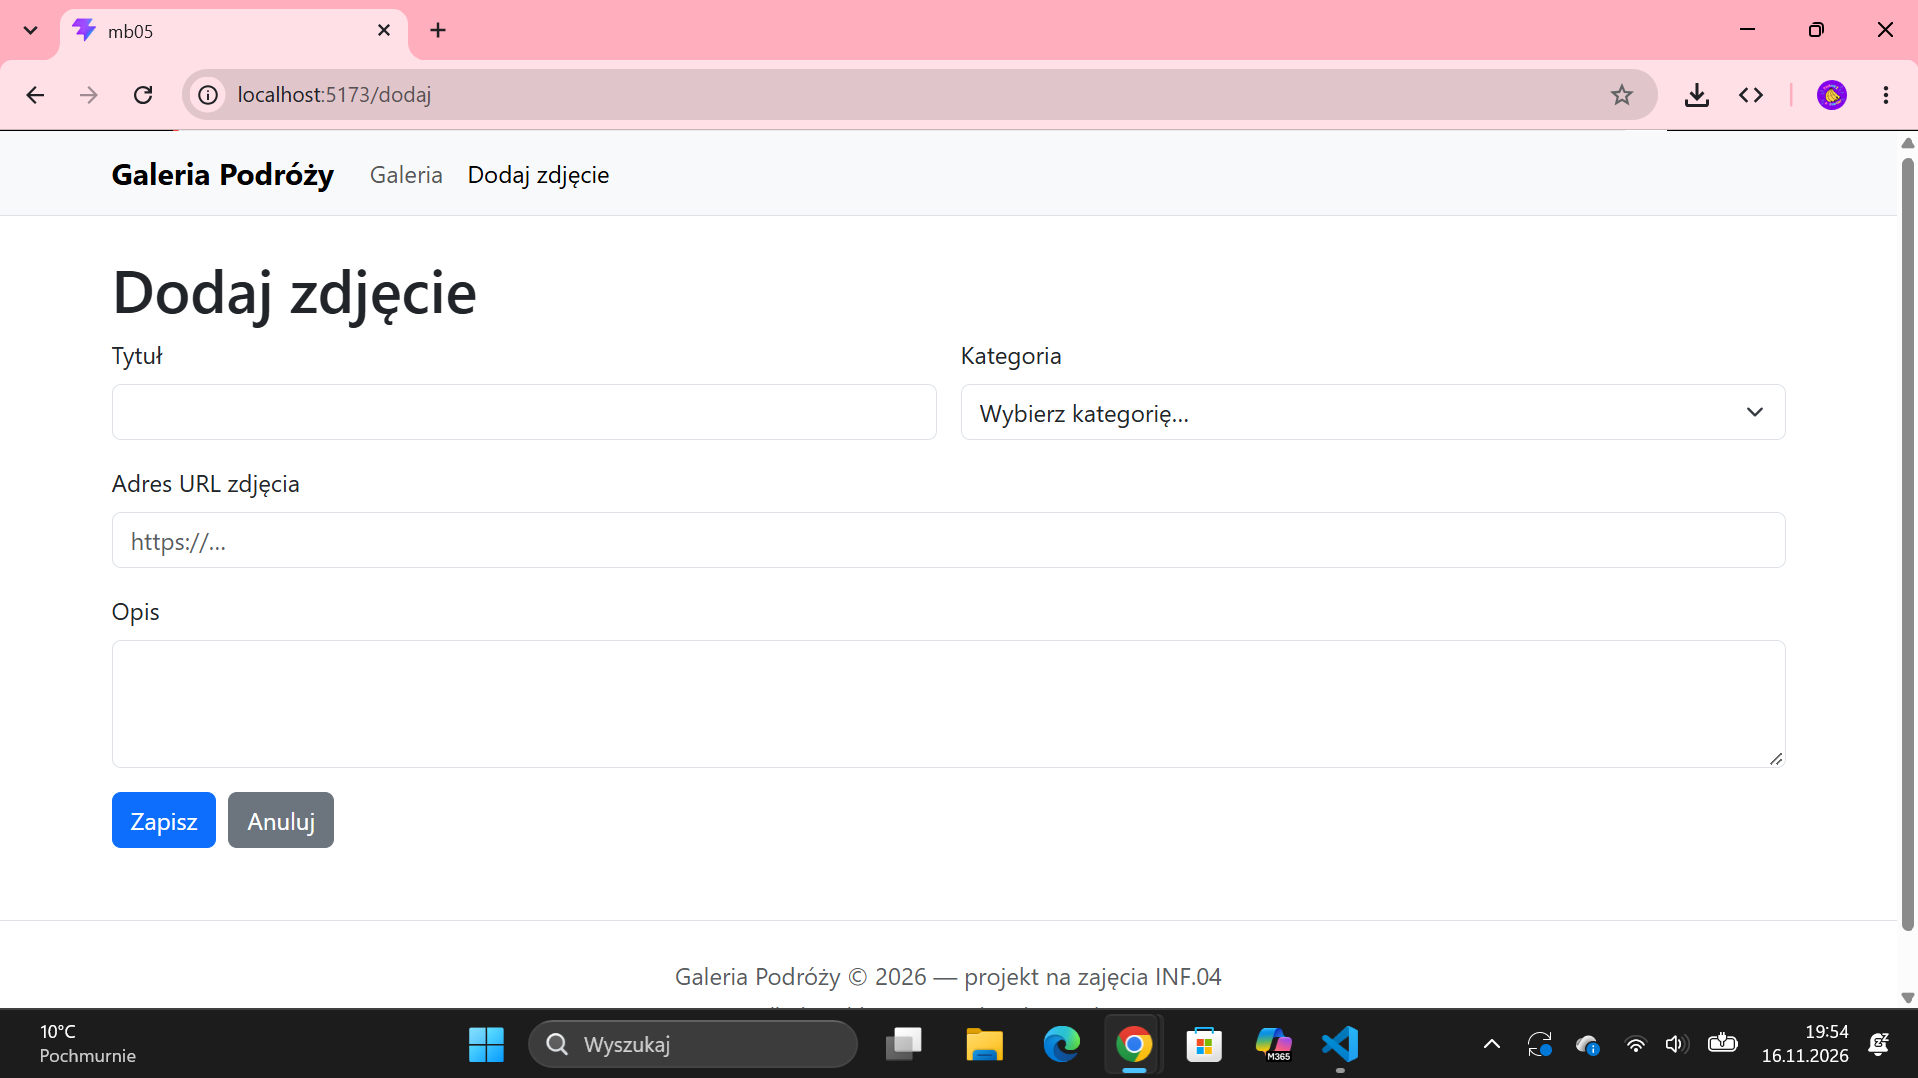 mb05
localhost:5173/dodaj
Galeria Podróży Galeria Dodaj zdjęcie
Dodaj zdjęcie
Tytuł
Kategoria
Wybierz kategorię...
Adres URL zdjęcia
https://...
Opis
Zapisz Anuluj
Galeria Podróży © 2026 — projekt na zajęcia INF.04
10°C
Pochmurnie
Wyszukaj
M365
19:54
16.11.2026